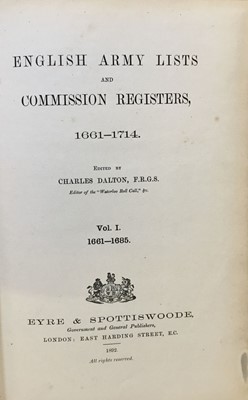 ENGLISH ARMY LISTS
AND
COMMISSION REGISTERS,
1661–1714.
EDITED BY
CHARLES DALTON, F.R.G.S.
Editor of the "Waterloo Roll Call," &c.
VOL. I.
1661–1685.
EYRE & SPOTTISWOODE,
Government and General Publishers,
LONDON: EAST HARDING STREET, E.C.
1892
All rights reserved.